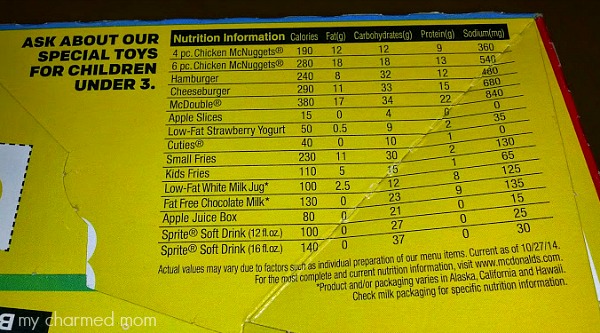 ASK ABOUT OUR
SPECIAL TOYS
FOR CHILDREN
UNDER 3.
Nutrition Information Calories Fat(g) Carbohydrates(g) Protein(g) Sodium(mg)
4 pc. Chicken McNuggets® 190 12 12 9 360
6 pc. Chicken McNuggets® 280 18 18 13 540
Hamburger 240 8 32 12 480
Cheeseburger 290 11 33 15 680
McDouble® 380 17 34 22 840
Apple Slices 15 0 4 0 0
Low-Fat Strawberry Yogurt 50 0.5 9 2 35
Cuties® 40 0 10 1 0
Small Fries 230 11 30 2 130
Kids Fries 110 5 15 1 65
Low-Fat White Milk Jug* 100 2.5 12 8 125
Fat Free Chocolate Milk* 130 0 23 9 135
Apple Juice Box 80 0 21 0 15
Sprite® Soft Drink (12 fl.oz.) 100 0 27 0 25
Sprite® Soft Drink (16 fl.oz.) 140 0 37 0 30
Actual values may vary due to factors such as individual preparation of our menu items. Current as of 10/27/14.
For the most complete and current nutrition information, visit www.mcdonalds.com.
*Product and/or packaging varies in Alaska, California and Hawaii.
Check milk packaging for specific nutrition information.
my charmed mom